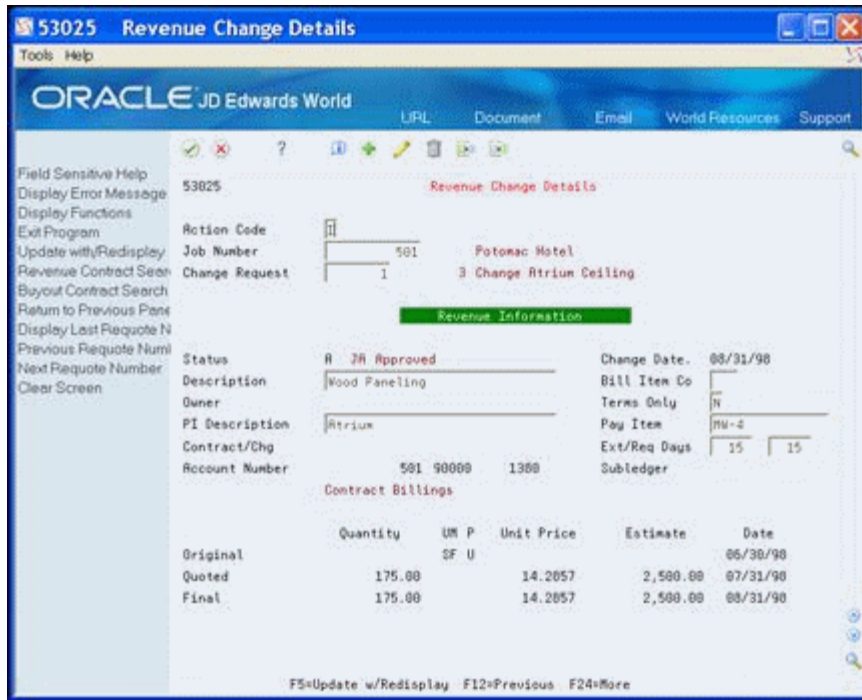 53025 Revenue Change Details
Tools Help
ORACLE JD Edwards World
URL Document Email World Resources Support
Field Sensitive Help
Display Error Message
Display Functions
Exit Program
Update with/Redisplay
Revenue Contract Sear
Buyout Contract Search
Return to Previous Pane
Display Last Requote N
Previous Requote Numl
Next Requote Number
Clear Screen
?
53025 Revenue Change Details
Action Code I
Job Number 501 Potomac Hotel
Change Request 1 3 Change Atrium Ceiling
Revenue Information
Status A JA Approved Change Date. 08/31/98
Description Wood Paneling Bill Item Co
Owner Terms Only N
PI Description Atrium Pay Item MW-4
Contract/Chg Ext/Req Days 15 15
Account Number 501 90000 1380 Subledger
Contract Billings
Quantity UM P Unit Price Estimate Date
Original SF U 06/30/98
Quoted 175.00 14.2857 2,500.00 07/31/98
Final 175.00 14.2857 2,500.00 08/31/98
F5=Update w/Redisplay F12=Previous F24=More